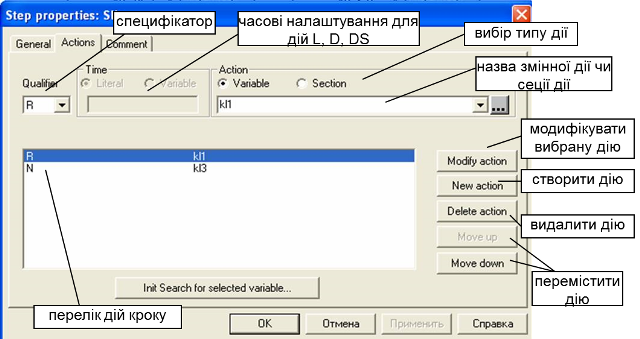 Step properties: S
специфікатор
часові налаштування для
дій L, D, DS
вибір типу дії
General
Actions
Comment
назва змінної дії чи
сеції дії
Qualifier
Time
Literal
Variable
Action
Variable
Section
R
kl1
...
модифікувати
вибрану дію
R kl1
N kl3
Modify action
New action
створити дію
Delete action
видалити дію
Move up
Move down
перемістити
дію
Init Search for selected variable...
перелік дій кроку
OK
Отмена
Применить
Справка